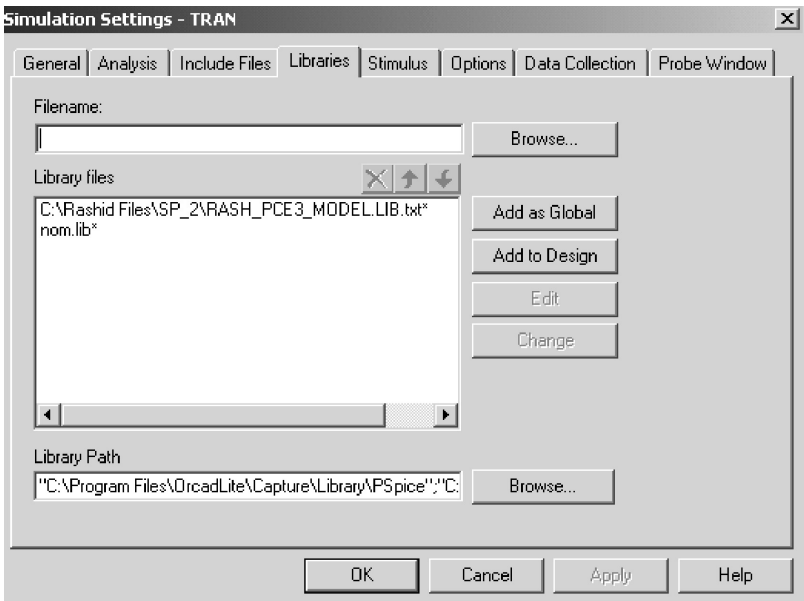 Simulation Settings - TRAN
General Analysis Include Files Libraries Stimulus Options Data Collection Probe Window
Filename:
Browse...
Library files
C:\Rashid Files\SP_2\RASH_PCE3_MODEL.LIB.txt*
nom.lib*
Add as Global
Add to Design
Edit
Change
Library Path
"C:\Program Files\OrcadLite\Capture\Library\PSpice";"C:
Browse...
OK Cancel Apply Help